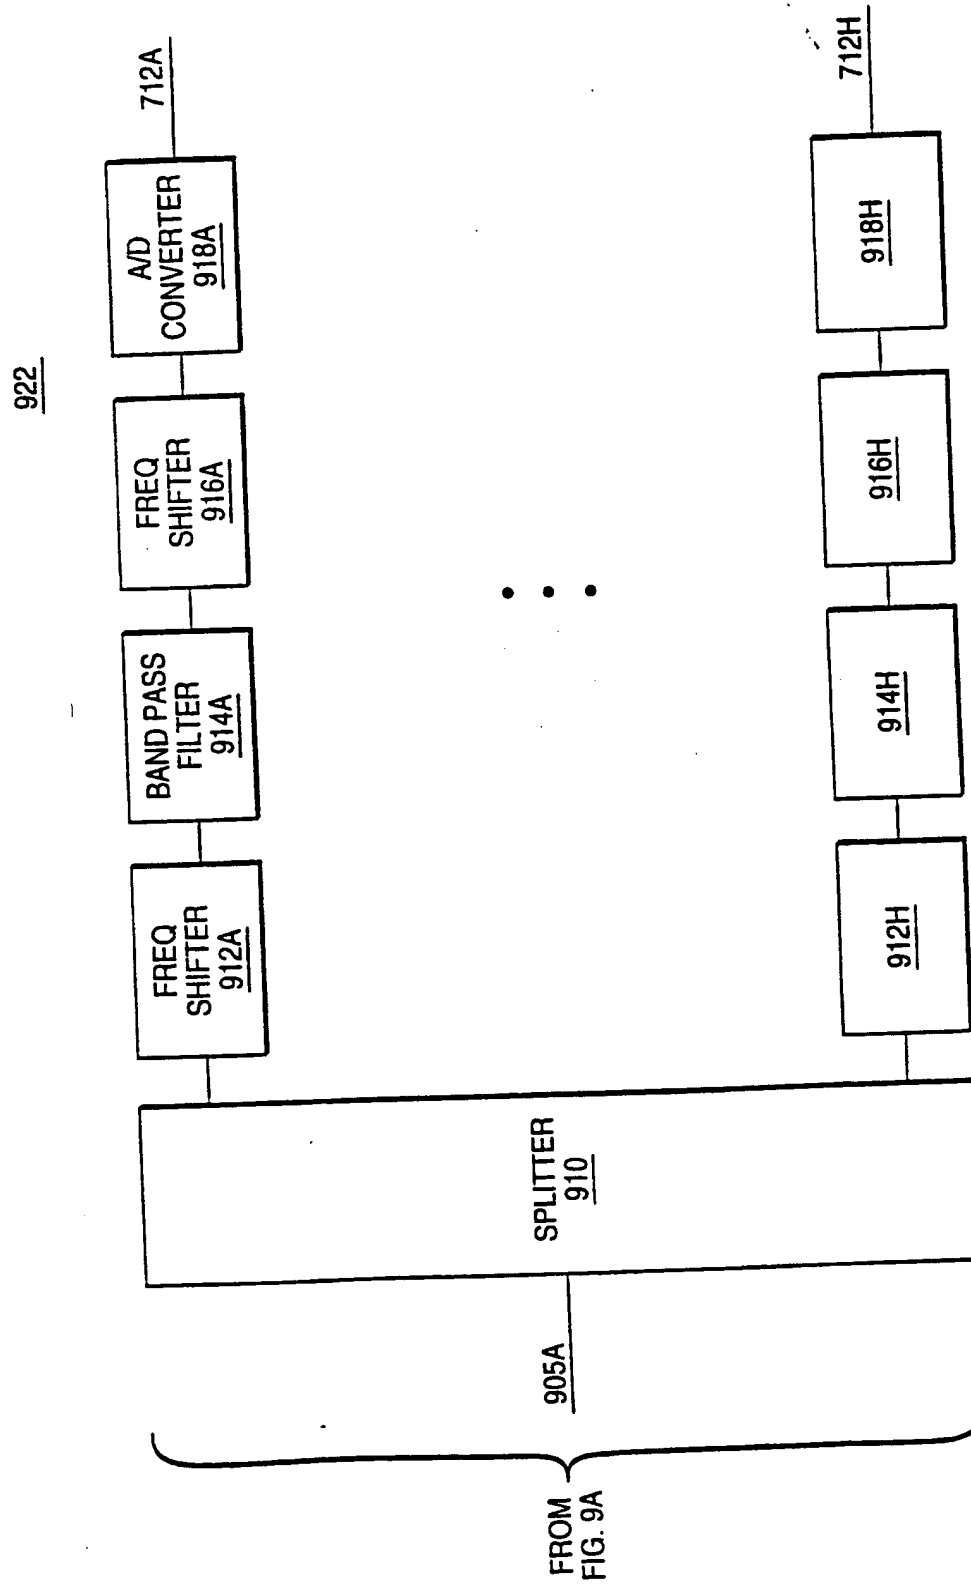 922
FROM
FIG. 9A
905A
SPLITTER
910
FREQ
SHIFTER
912A
BAND PASS
FILTER
914A
FREQ
SHIFTER
916A
A/D
CONVERTER
918A
712A
912H
914H
916H
918H
712H